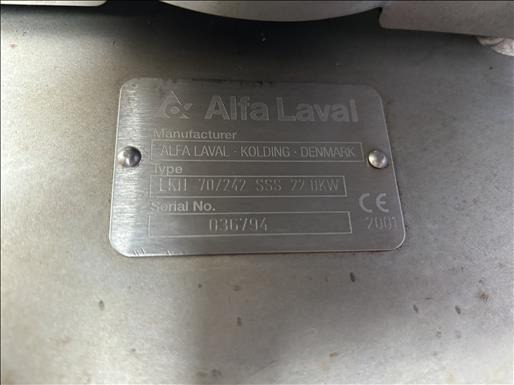 Alfa Laval
Manufacturer
ALFA LAVAL · KOLDING · DENMARK
Type
LKH 70/242 SSS 22.0KW
Serial No.
036794 CE
2001